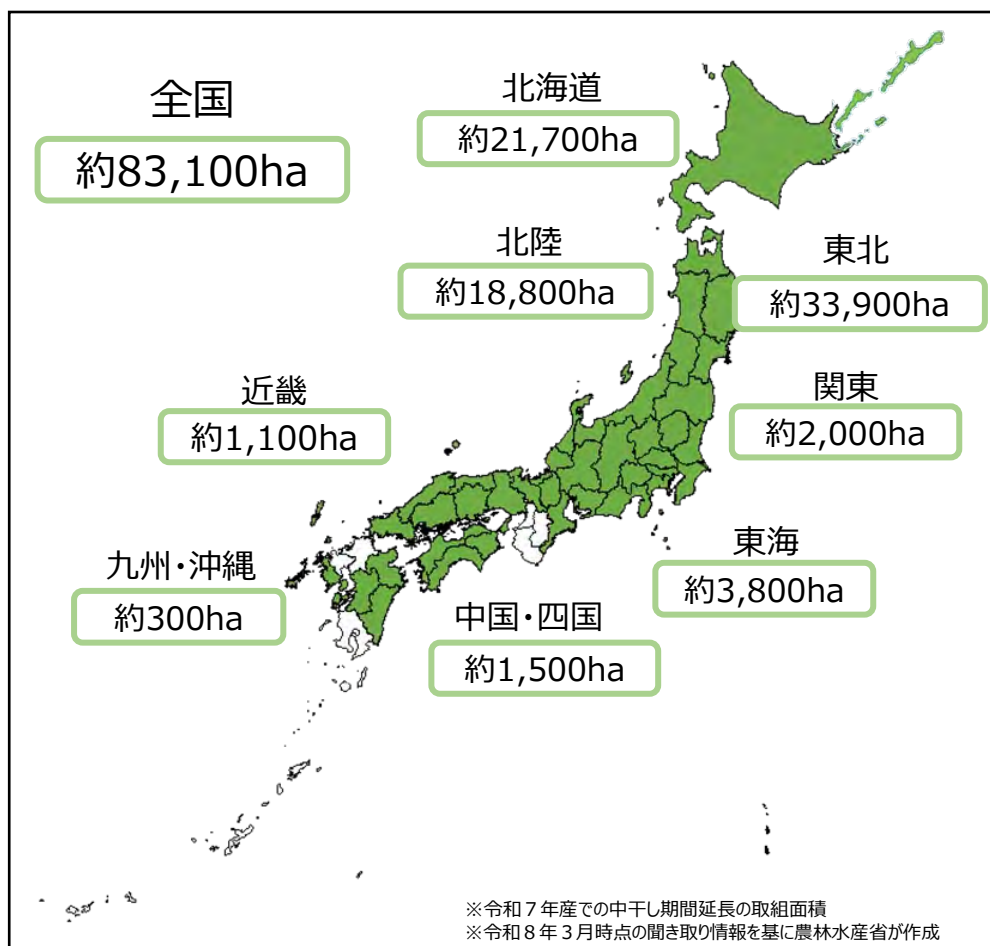 全国
約83,100ha
北海道
約21,700ha
北陸
約18,800ha
東北
約33,900ha
近畿
約1,100ha
関東
約2,000ha
東海
約3,800ha
九州・沖縄
約300ha
中国・四国
約1,500ha
※令和７年産での中干し期間延長の取組面積
※令和８年３月時点の聞き取り情報を基に農林水産省が作成